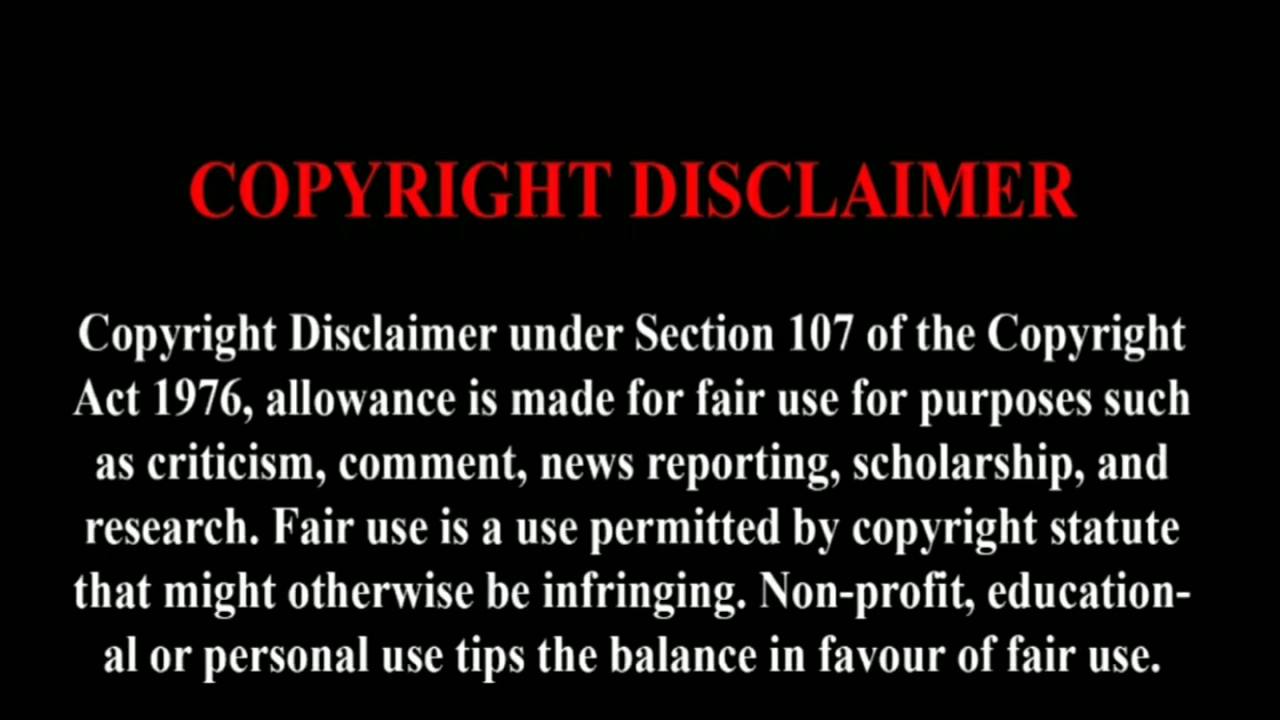 COPYRIGHT DISCLAIMER
Copyright Disclaimer under Section 107 of the Copyright
Act 1976, allowance is made for fair use for purposes such
as criticism, comment, news reporting, scholarship, and
research. Fair use is a use permitted by copyright statute
that might otherwise be infringing. Non-profit, education-
al or personal use tips the balance in favour of fair use.